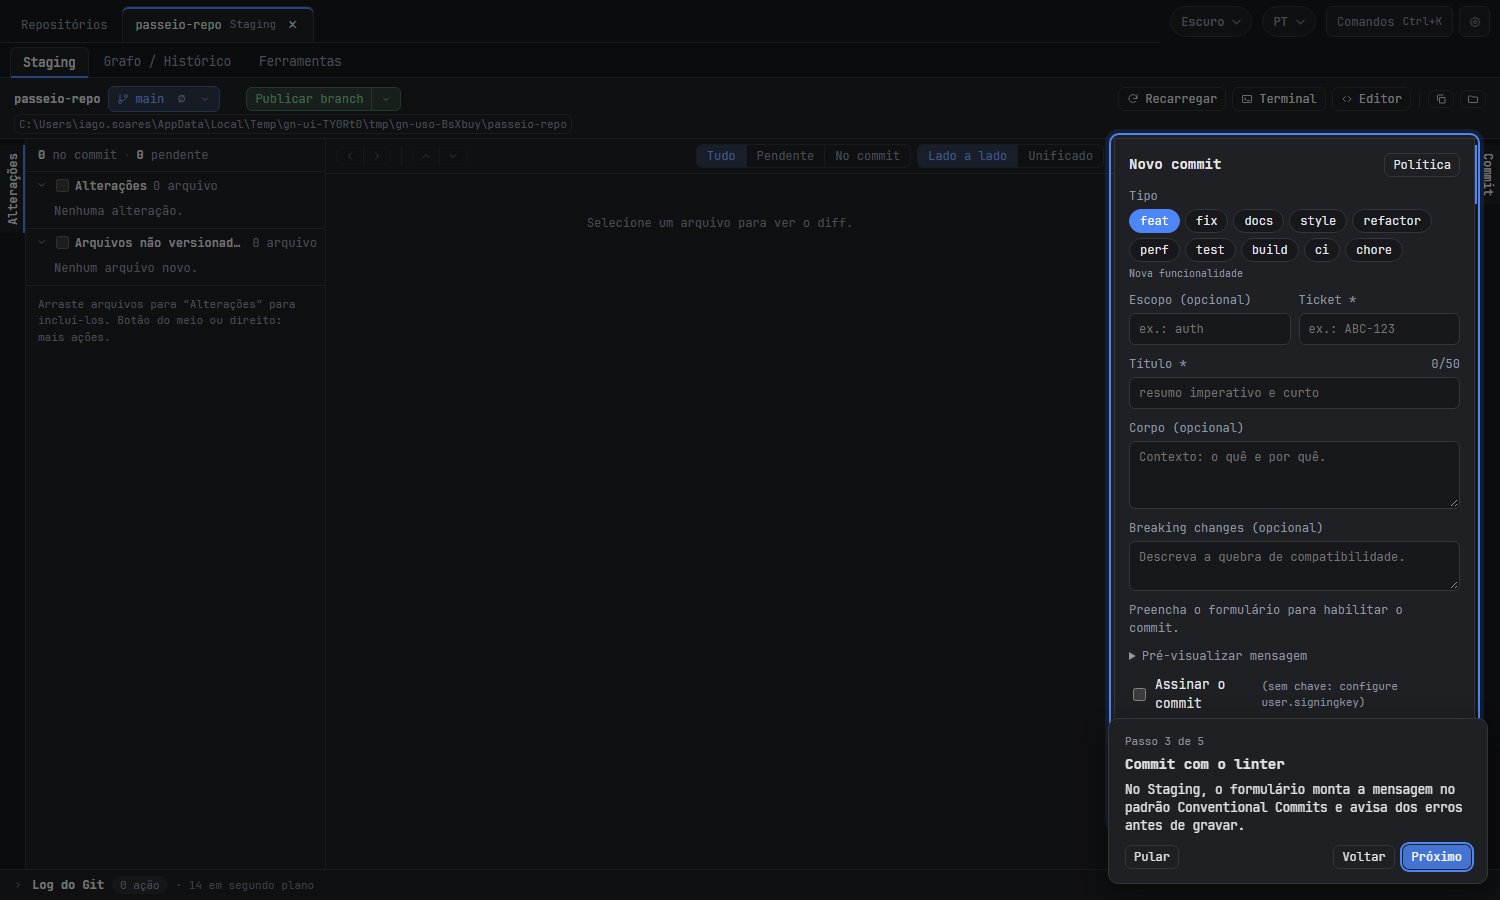 Repositórios
passeio-repo Staging ×
Escuro
PT
Comandos Ctrl+K
Staging
Grafo / Histórico
Ferramentas
passeio-repo
main
Publicar branch
Recarregar
Terminal
Editor
C:\Users\iago.soares\AppData\Local\Temp\gn-ui-TY0Rt0\tmp\gn-uso-BsXbuy\passeio-repo
Alterações
0 no commit · 0 pendente
Alterações 0 arquivo
Nenhuma alteração.
Arquivos não versionad… 0 arquivo
Nenhum arquivo novo.
Arraste arquivos para "Alterações" para
incluí-los. Botão do meio ou direito:
mais ações.
Tudo
Pendente
No commit
Lado a lado
Unificado
Selecione um arquivo para ver o diff.
Commit
Novo commit
Política
Tipo
feat
fix
docs
style
refactor
perf
test
build
ci
chore
Nova funcionalidade
Escopo (opcional)
Ticket *
ex.: auth
ex.: ABC-123
Título *
0/50
resumo imperativo e curto
Corpo (opcional)
Contexto: o quê e por quê.
Breaking changes (opcional)
Descreva a quebra de compatibilidade.
Preencha o formulário para habilitar o
commit.
Pré-visualizar mensagem
Assinar o
commit
(sem chave: configure
user.signingkey)
Passo 3 de 5
Commit com o linter
No Staging, o formulário monta a mensagem no
padrão Conventional Commits e avisa dos erros
antes de gravar.
Pular
Voltar
Próximo
Log do Git
0 ação
· 14 em segundo plano